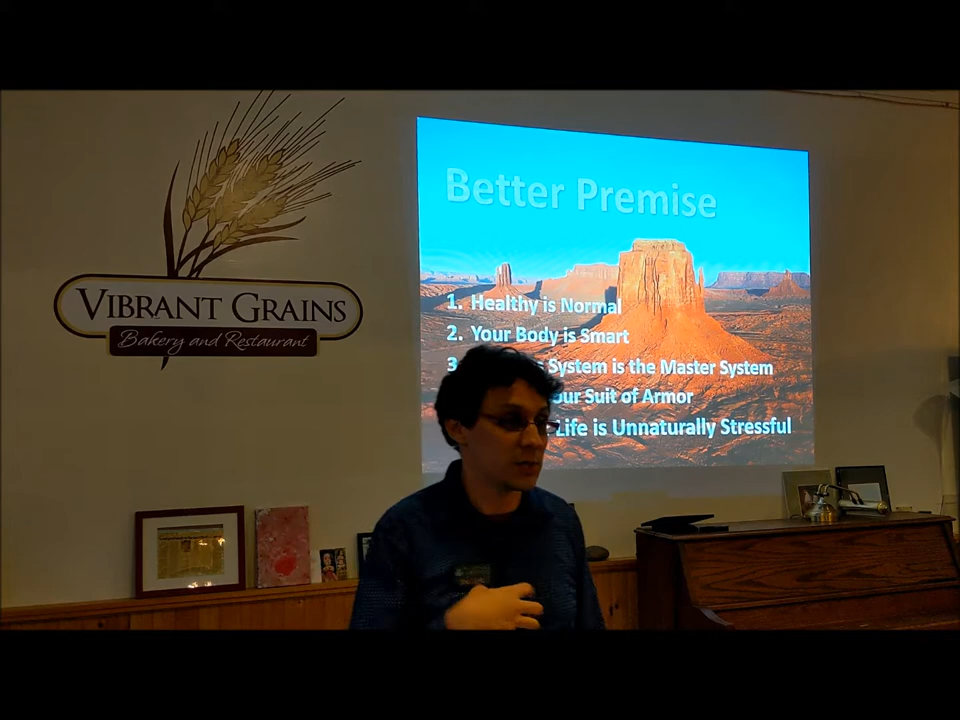 VIBRANT GRAINS
Bakery and Restaurant
Better Premise
1. Healthy is Normal
2. Your Body is Smart
3 System is the Master System
Suit of Armor
Life is Unnaturally Stressful